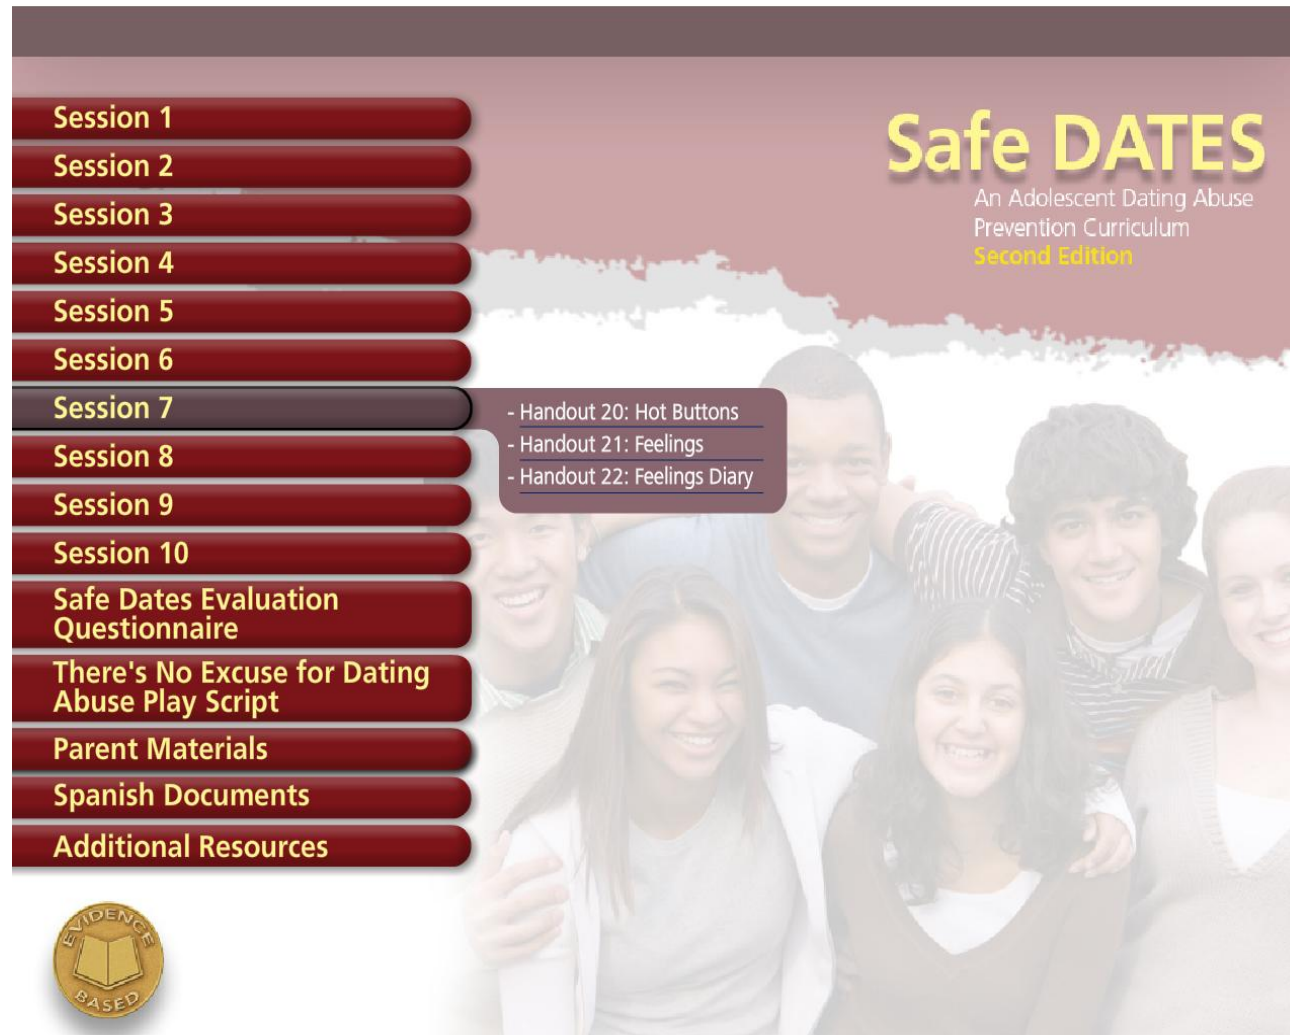 Session 1
Session 2
Session 3
Session 4
Session 5
Session 6
Session 7
Session 8
Session 9
Session 10
Safe Dates Evaluation
Questionnaire
There's No Excuse for Dating
Abuse Play Script
Parent Materials
Spanish Documents
Additional Resources
- Handout 20: Hot Buttons
- Handout 21: Feelings
- Handout 22: Feelings Diary
Safe DATES
An Adolescent Dating Abuse
Prevention Curriculum
Second Edition
EVIDENCE
BASED